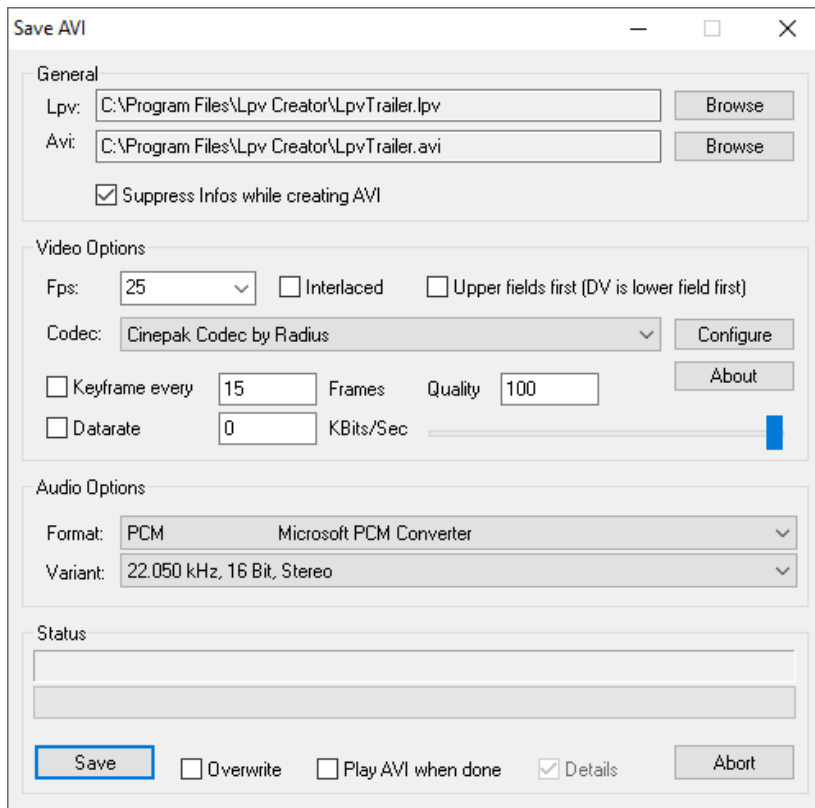 Save AVI
General
Lpv: C:\Program Files\Lpv Creator\LpvTrailer.lpv Browse
Avi: C:\Program Files\Lpv Creator\LpvTrailer.avi Browse
Suppress Infos while creating AVI
Video Options
Fps: 25 Interlaced Upper fields first (DV is lower field first)
Codec: Cinepak Codec by Radius Configure
About
Keyframe every 15 Frames Quality 100
Datarate 0 KBits/Sec
Audio Options
Format: PCM Microsoft PCM Converter
Variant: 22.050 kHz, 16 Bit, Stereo
Status
Save Overwrite Play AVI when done Details Abort